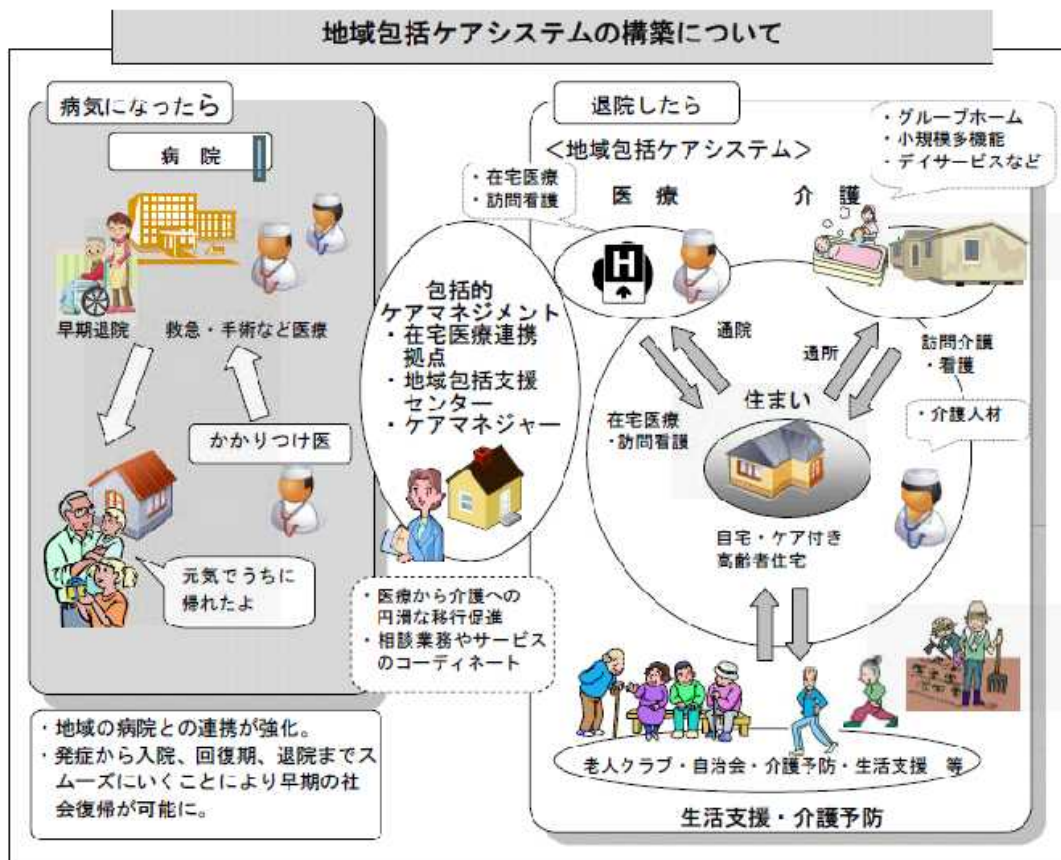 地域包括ケアシステムの構築について
病気になったら
病 院
早期退院
救急・手術など医療
かかりつけ医
元気でうちに
帰れたよ
・地域の病院との連携が強化。
・発症から入院、回復期、退院までス
ムーズにいくことにより早期の社
会復帰が可能に。
包括的
ケアマネジメント
・在宅医療連携
拠点
・地域包括支援
センター
・ケアマネジャー
・医療から介護への
円滑な移行促進
・相談業務やサービス
のコーディネート
退院したら
＜地域包括ケアシステム＞
・グループホーム
・小規模多機能
・デイサービスなど
・在宅医療
・訪問看護
医 療
介 護
H
通院
通所
訪問介護
・看護
在宅医療
・訪問看護
住まい
・介護人材
自宅・ケア付き
高齢者住宅
老人クラブ・自治会・介護予防・生活支援 等
生活支援・介護予防